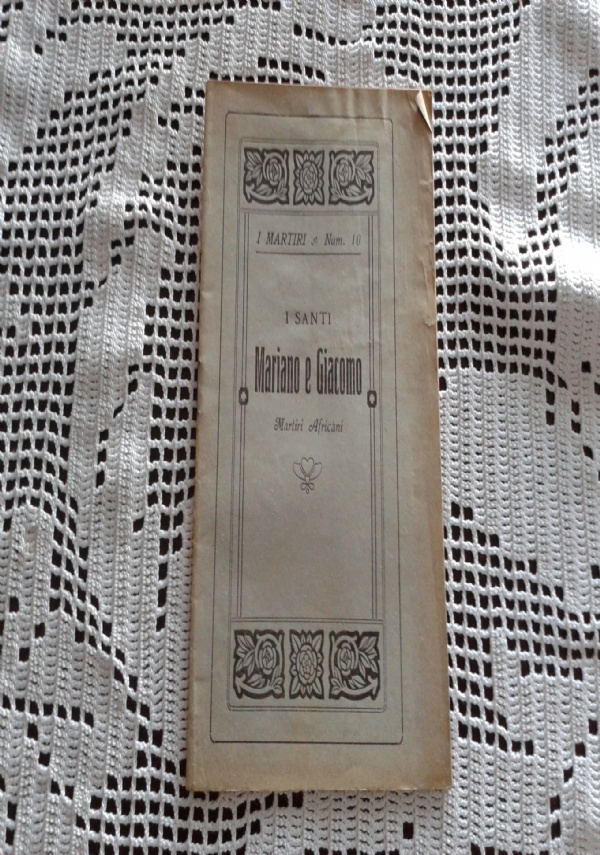 I MARTIRI Num. 10
I SANTI
Mariano e Giacomo
Martiri Africani